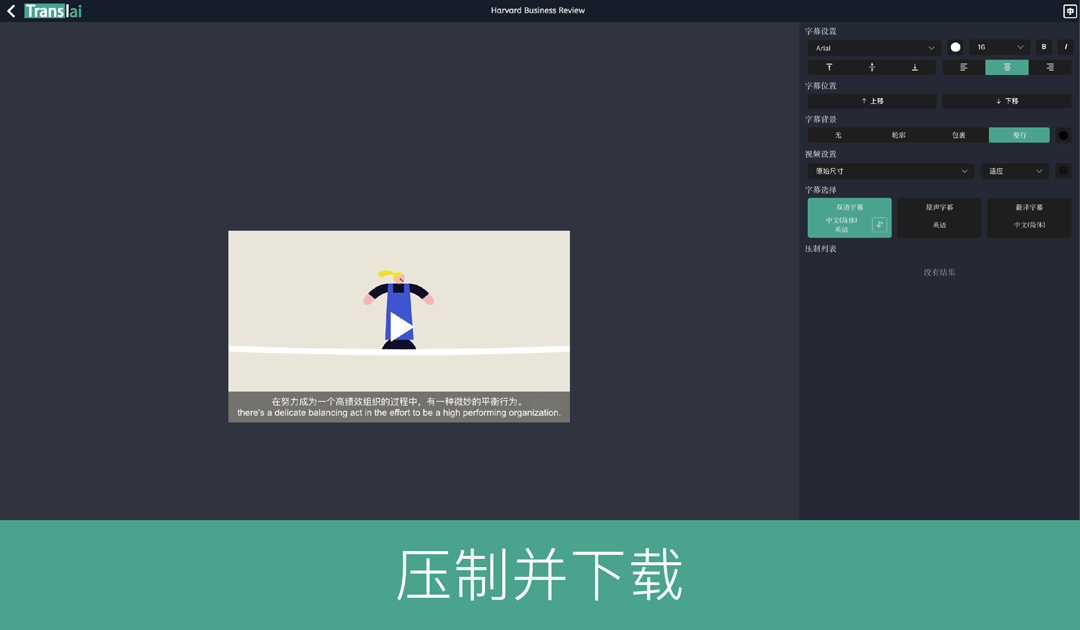 Translai
Harvard Business Review
中
字幕设置
Arial
16
B
I
字幕位置
↑ 上移
↓ 下移
字幕背景
无
轮廓
包裹
整行
视频设置
原始尺寸
适应
字幕选择
双语字幕
中文(简体)
英语
原声字幕
英语
翻译字幕
中文(简体)
压制列表
没有结果
在努力成为一个高绩效组织的过程中，有一种微妙的平衡行为。
there's a delicate balancing act in the effort to be a high performing organization.
压制并下载